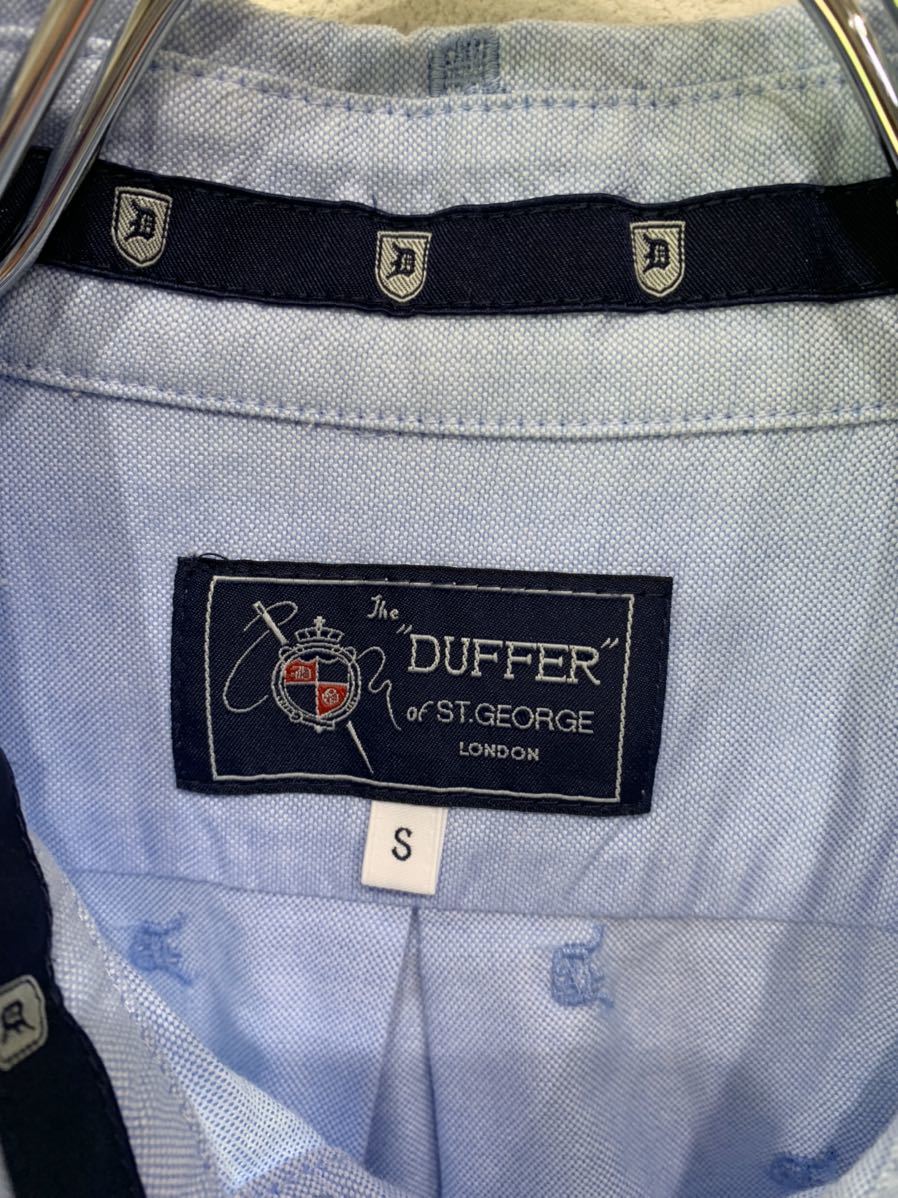 D D D
The
"DUFFER"
of ST.GEORGE
LONDON
S